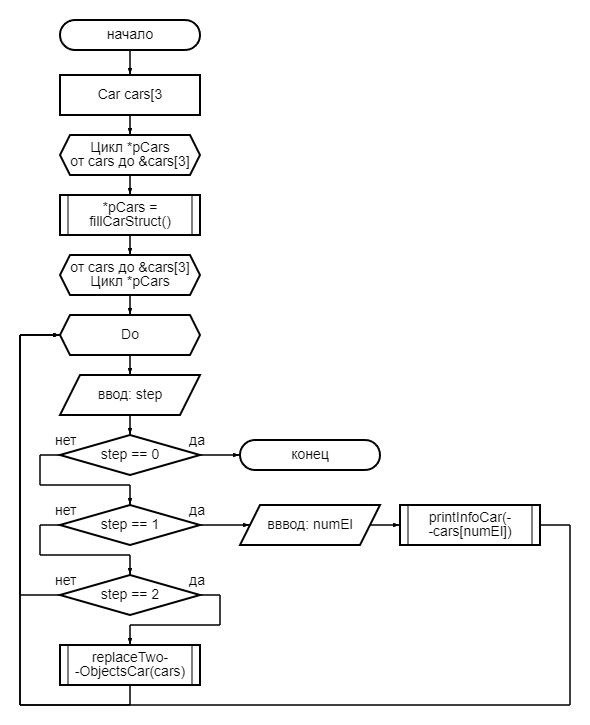 начало
Car cars[3
Цикл *pCars
от cars до &cars[3]
*pCars =
fillCarStruct()
от cars до &cars[3]
Цикл *pCars
Do
ввод: step
нет
step == 0
да
конец
нет
step == 1
да
вввод: numEl
printInfoCar(-
-cars[numEl])
нет
step == 2
да
replaceTwo-
-ObjectsCar(cars)